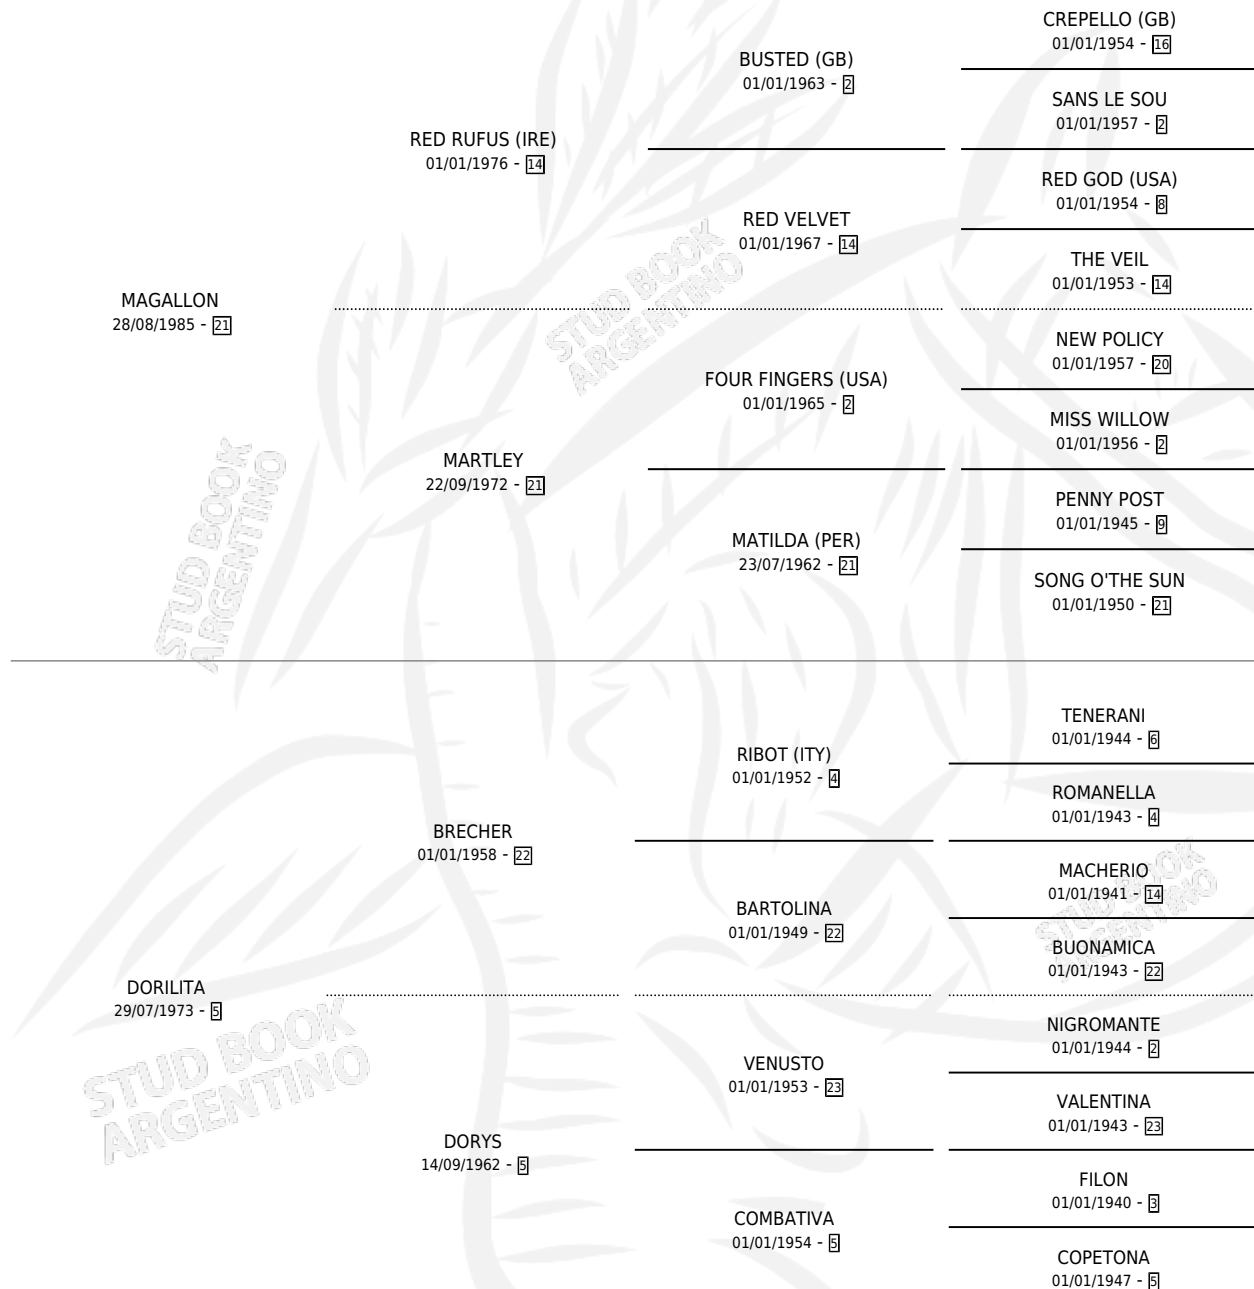 CREPELLO (GB)
01/01/1954 - 16
BUSTED (GB)
01/01/1963 - 2
SANS LE SOU
01/01/1957 - 2
RED RUFUS (IRE)
01/01/1976 - 14
RED GOD (USA)
01/01/1954 - 8
RED VELVET
01/01/1967 - 14
THE VEIL
01/01/1953 - 14
MAGALLON
28/08/1985 - 21
NEW POLICY
01/01/1957 - 20
FOUR FINGERS (USA)
01/01/1965 - 2
MISS WILLOW
01/01/1956 - 2
MARTLEY
22/09/1972 - 21
PENNY POST
01/01/1945 - 9
MATILDA (PER)
23/07/1962 - 21
SONG O'THE SUN
01/01/1950 - 21
TENERANI
01/01/1944 - 6
RIBOT (ITY)
01/01/1952 - 4
ROMANELLA
01/01/1943 - 4
BRECHER
01/01/1958 - 22
MACHERIO
01/01/1941 - 14
BARTOLINA
01/01/1949 - 22
BUONAMICA
01/01/1943 - 22
DORILITA
29/07/1973 - 5
NIGROMANTE
01/01/1944 - 2
VENUSTO
01/01/1953 - 23
VALENTINA
01/01/1943 - 23
DORYS
14/09/1962 - 5
FILON
01/01/1940 - 3
COMBATIVA
01/01/1954 - 5
COPETONA
01/01/1947 - 5
STUD BOOK
ARGENTINO
STUD BOOK
ARGENTINO
STUD BOOK
ARGENTINO
STUD BOOK
ARGENTINO